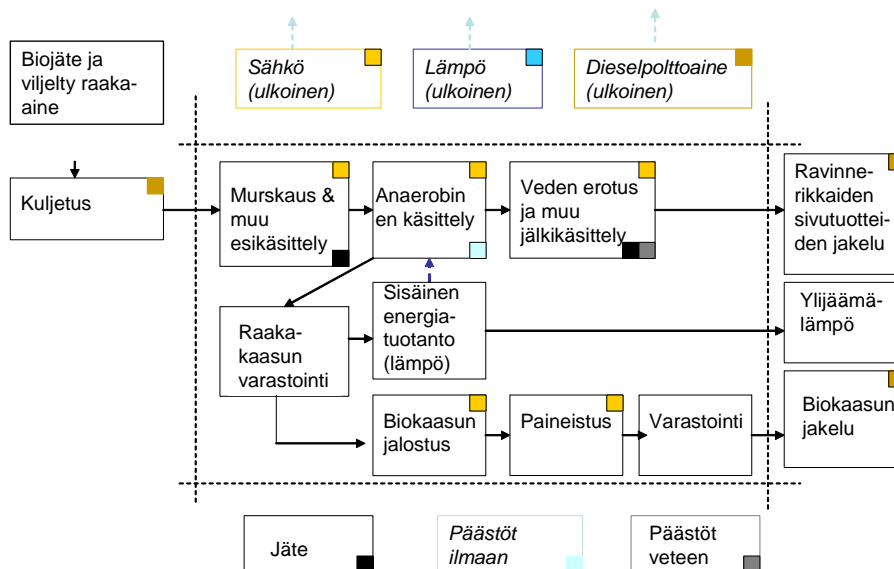 Biojäte ja
viljelty raaka-
aine
Sähkö
(ulkoinen)
Lämpö
(ulkoinen)
Dieselpolttoaine
(ulkoinen)
Kuljetus
Murskaus &
muu
esikäsittely
Anaerobin
en käsittely
Veden erotus
ja muu
jälkikäsittely
Ravinne-
rikkaiden
sivutuottei-
den jakelu
Raaka-
kaasun
varastointi
Sisäinen
energia-
tuotanto
(lämpö)
Ylijäämä-
lämpö
Biokaasun
jalostus
Paineistus
Varastointi
Biokaasun
jakelu
Jäte
Päästöt
ilmaan
Päästöt
veteen